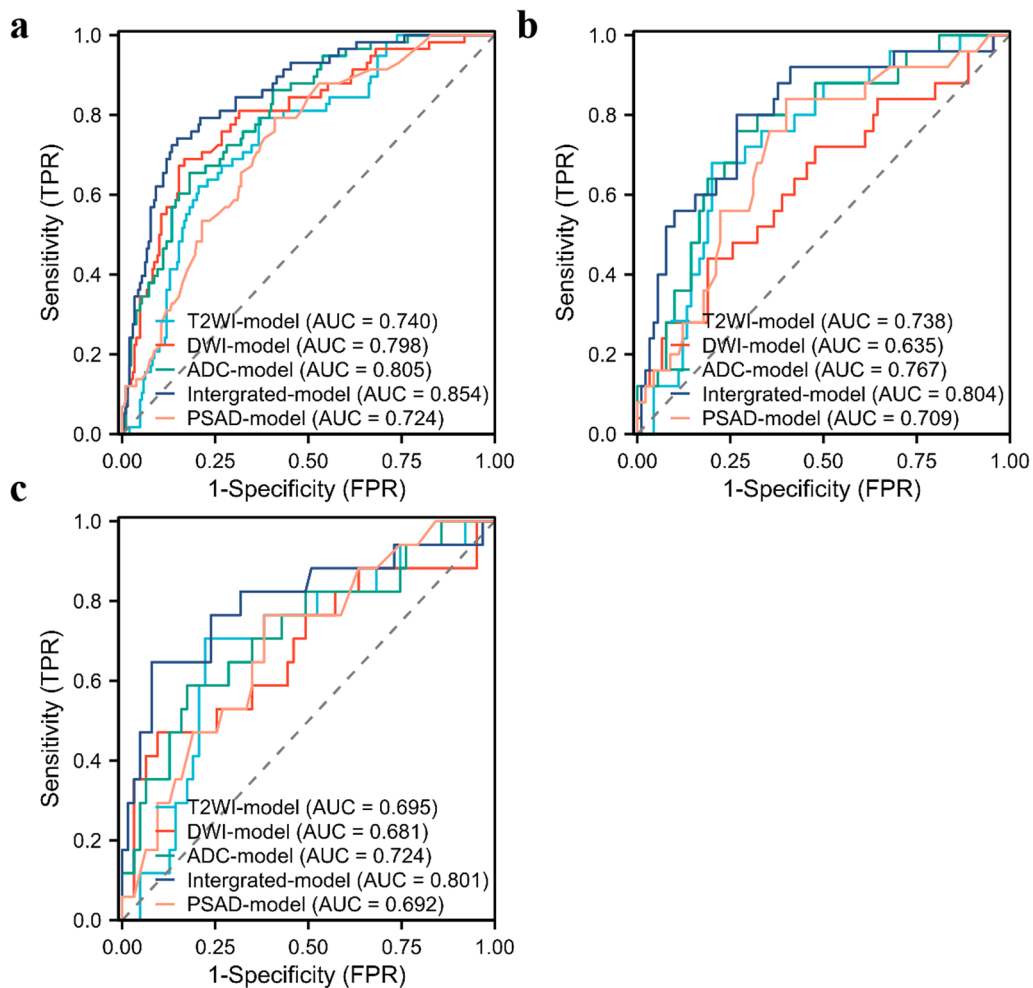 a
1.0
0.8
0.6
0.4
0.2
0.0
Sensitivity (TPR)
T2WI-model (AUC = 0.740)
DWI-model (AUC = 0.798)
ADC-model (AUC = 0.805)
Intergrated-model (AUC = 0.854)
PSAD-model (AUC = 0.724)
0.00 0.25 0.50 0.75 1.00
1-Specificity (FPR)
b
1.0
0.8
0.6
0.4
0.2
0.0
Sensitivity (TPR)
T2WI-model (AUC = 0.738)
DWI-model (AUC = 0.635)
ADC-model (AUC = 0.767)
Intergrated-model (AUC = 0.804)
PSAD-model (AUC = 0.709)
0.00 0.25 0.50 0.75 1.00
1-Specificity (FPR)
c
1.0
0.8
0.6
0.4
0.2
0.0
Sensitivity (TPR)
T2WI-model (AUC = 0.695)
DWI-model (AUC = 0.681)
ADC-model (AUC = 0.724)
Intergrated-model (AUC = 0.801)
PSAD-model (AUC = 0.692)
0.00 0.25 0.50 0.75 1.00
1-Specificity (FPR)